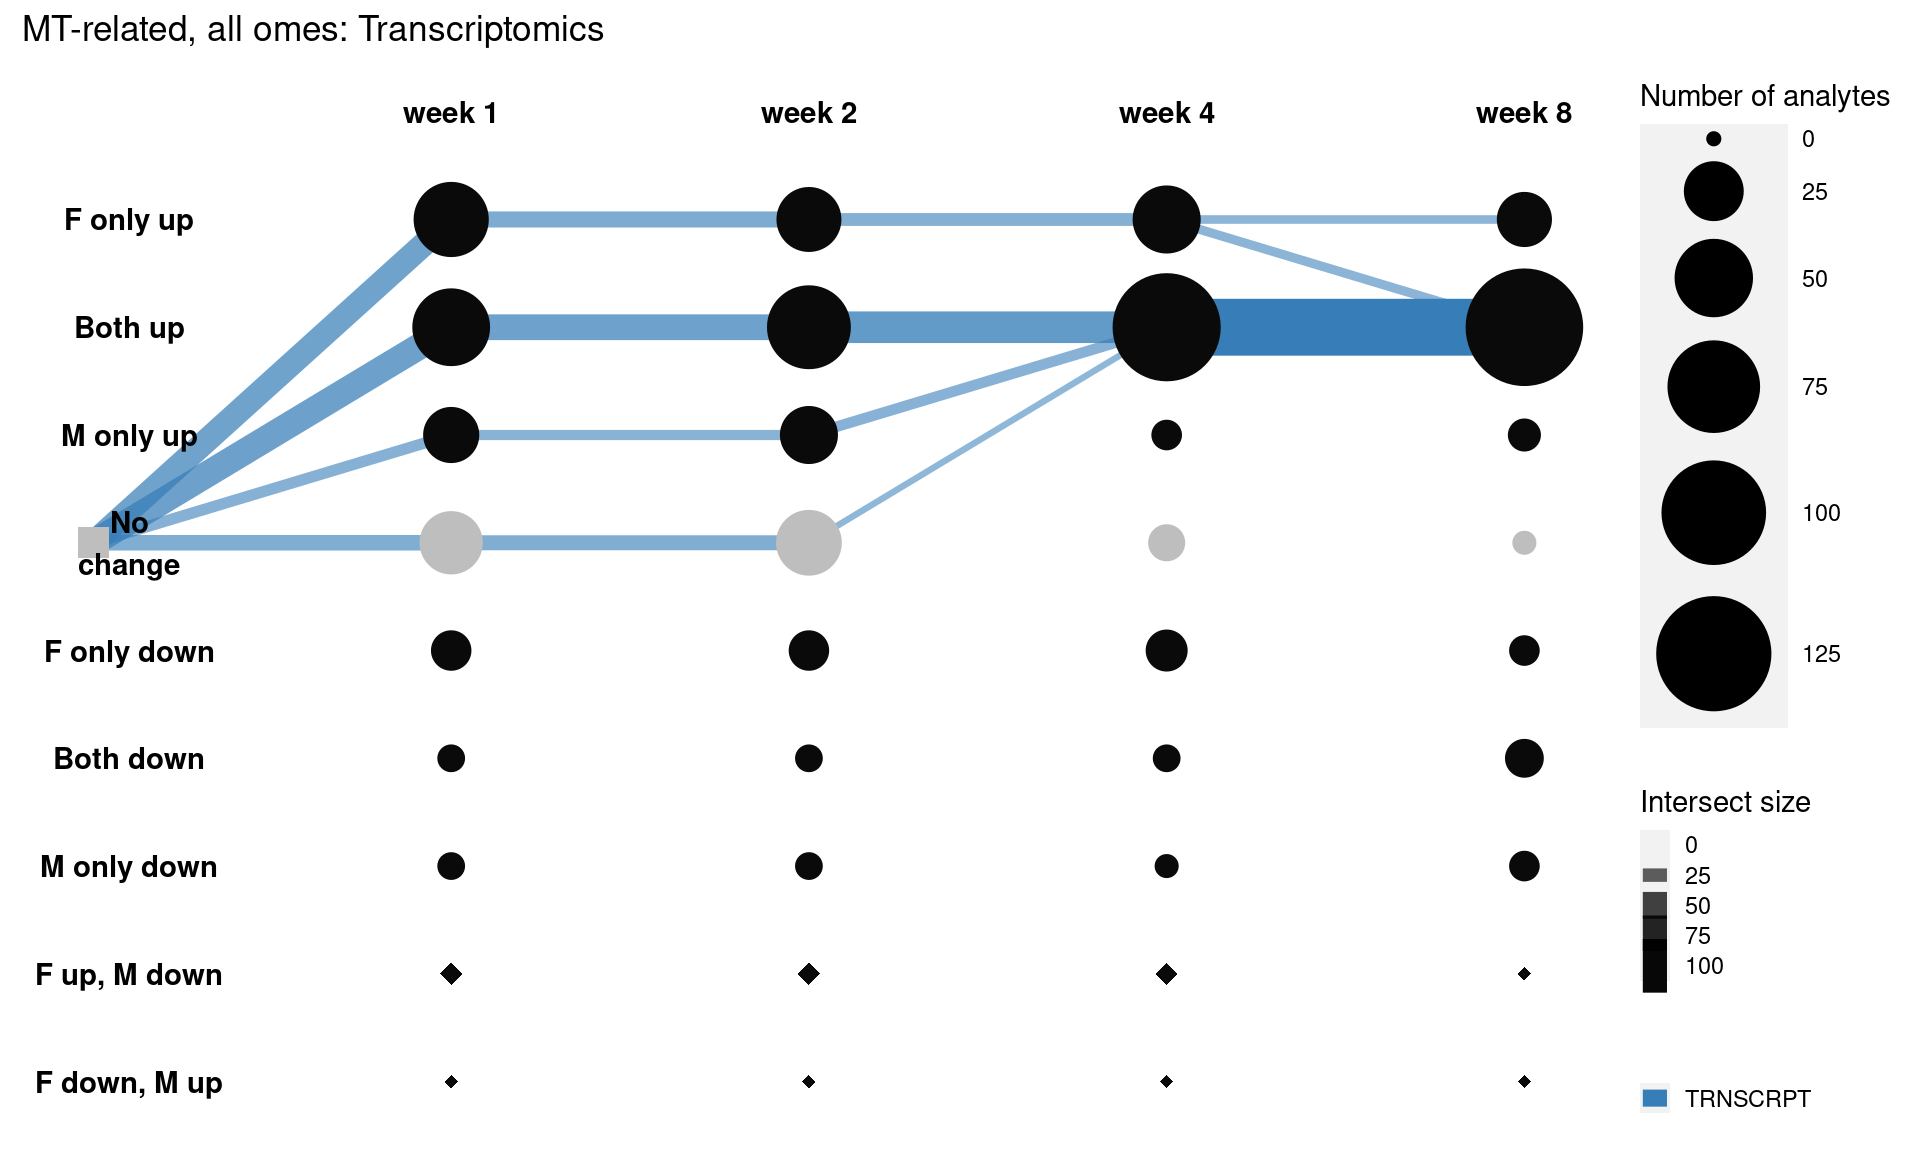 MT-related, all omes: Transcriptomics
week 1
week 2
week 4
week 8
F only up
Both up
M only up
No
change
F only down
Both down
M only down
F up, M down
F down, M up
Number of analytes
0
25
50
75
100
125
Intersect size
0
25
50
75
100
TRNSCRPT